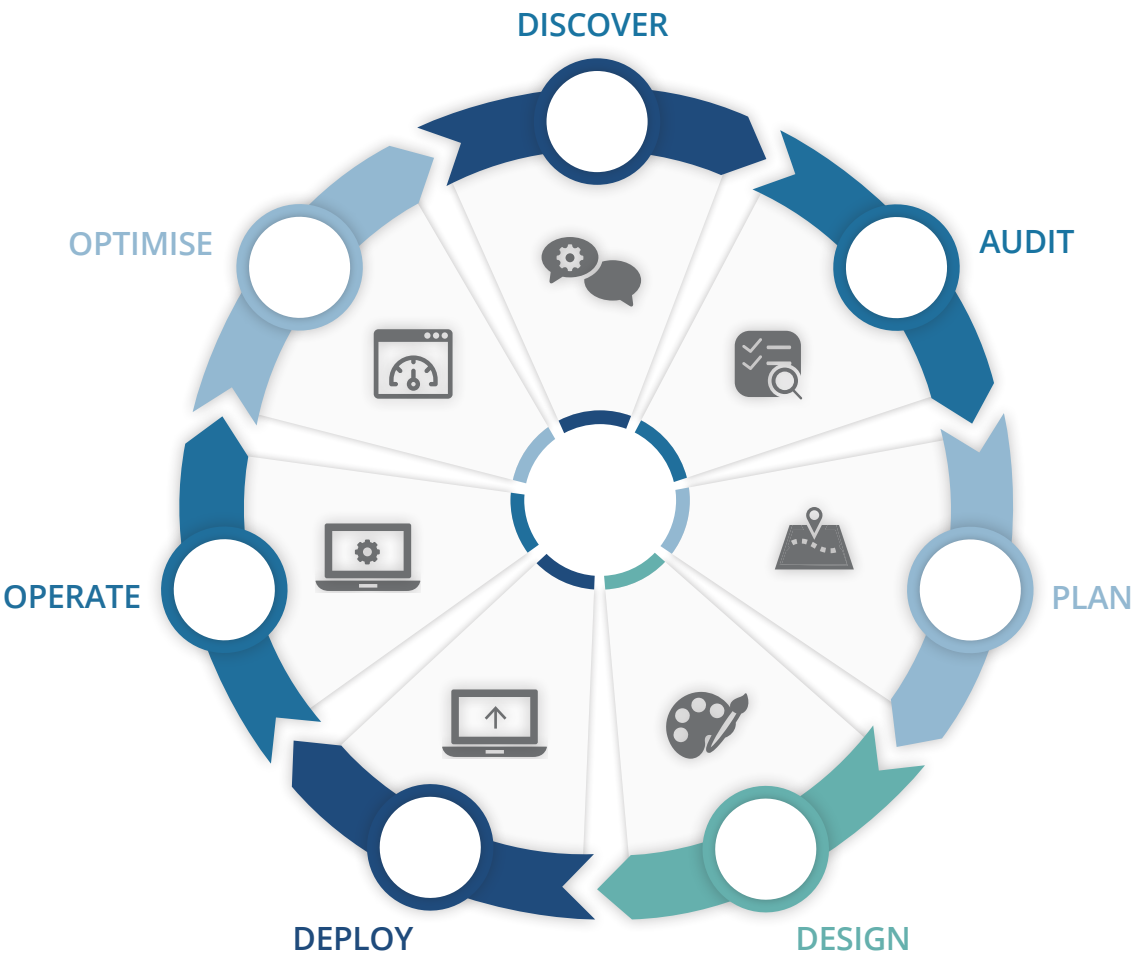 DISCOVER
AUDIT
PLAN
DESIGN
DEPLOY
OPERATE
OPTIMISE